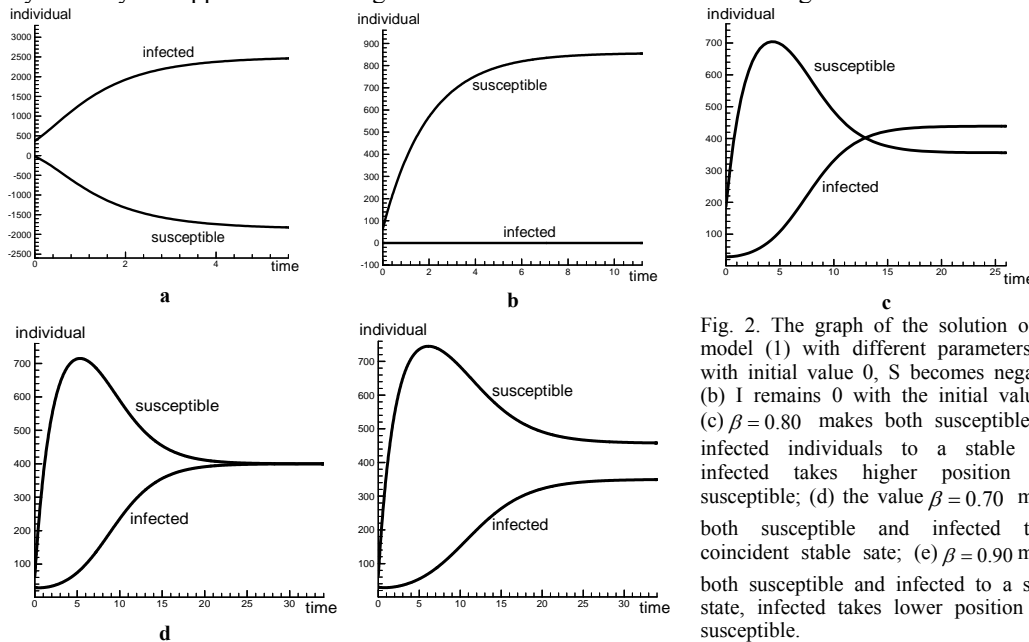 individual
3000
2500
2000
1500
1000
500
0
-500
-1000
-1500
-2000
-2500
infected
susceptible
0 2 4
time
a
individual
900
800
700
600
500
400
300
200
100
0
-100
susceptible
infected
0 2 4 6 8 10
time
b
individual
700
600
500
400
300
200
100
susceptible
infected
0 5 10 15 20 25
time
c
individual
700
600
500
400
300
200
100
susceptible
infected
0 5 10 15 20 25 30
time
d
individual
700
600
500
400
300
200
100
susceptible
infected
0 5 10 15 20 25 30
time
Fig. 2. The graph of the solution o
model (1) with different parameters
with initial value 0, S becomes nega
(b) I remains 0 with the initial valu
(c) β = 0.80 makes both susceptible
infected individuals to a stable
infected takes higher position
susceptible; (d) the value β = 0.70 m
both susceptible and infected t
coincident stable sate; (e) β = 0.90 m
both susceptible and infected to a s
state, infected takes lower position
susceptible.